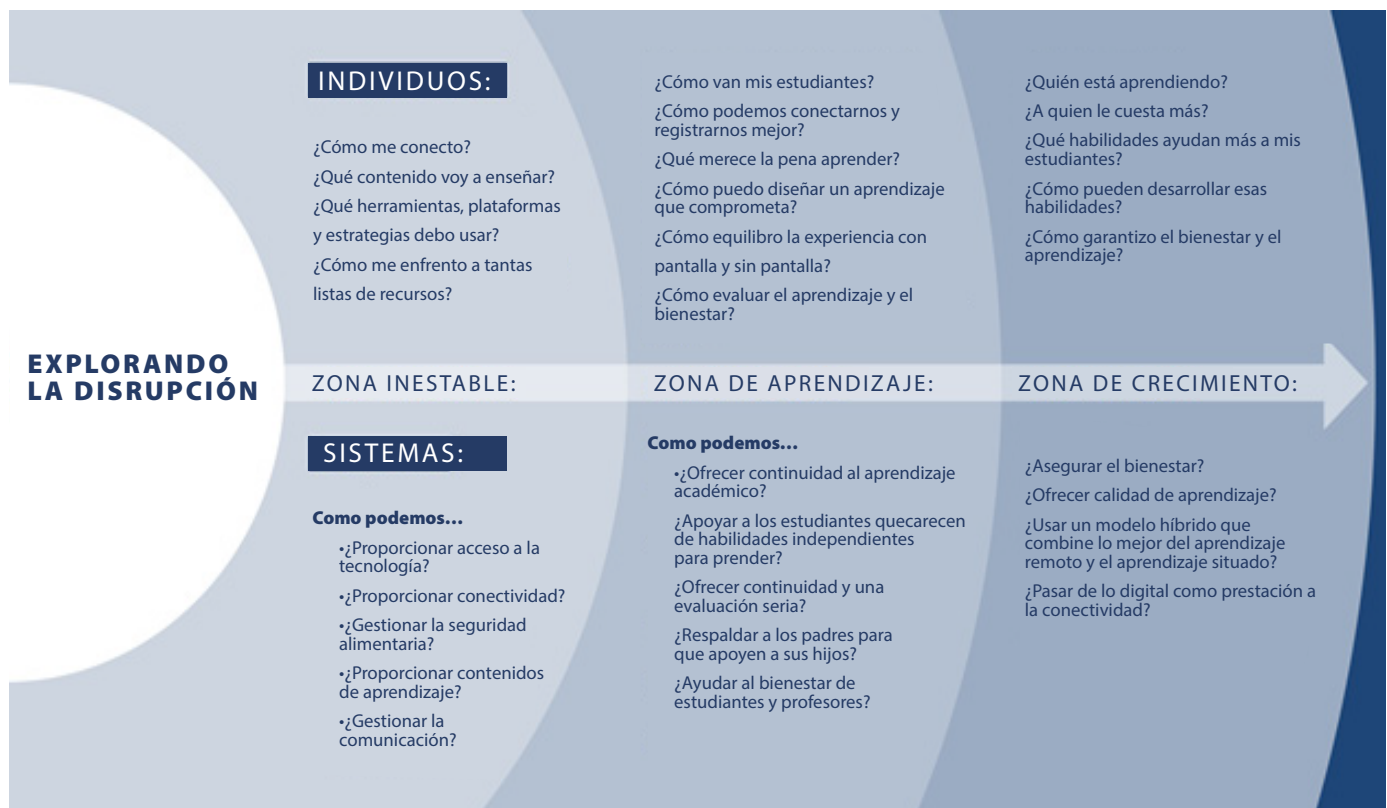 EXPLORANDO
LA DISRUPCIÓN
INDIVIDUOS:
¿Cómo me conecto?
¿Qué contenido voy a enseñar?
¿Qué herramientas, plataformas
y estrategias debo usar?
¿Cómo me enfrento a tantas
listas de recursos?
¿Cómo van mis estudiantes?
¿Cómo podemos conectarnos y
registrarnos mejor?
¿Qué merece la pena aprender?
¿Cómo puedo diseñar un aprendizaje
que comprometa?
¿Cómo equilibro la experiencia con
pantalla y sin pantalla?
¿Cómo evaluar el aprendizaje y el
bienestar?
¿Quién está aprendiendo?
¿A quien le cuesta más?
¿Qué habilidades ayudan más a mis
estudiantes?
¿Cómo pueden desarrollar esas
habilidades?
¿Cómo garantizo el bienestar y el
aprendizaje?
ZONA INESTABLE:
ZONA DE APRENDIZAJE:
ZONA DE CRECIMIENTO:
SISTEMAS:
Como podemos...
•¿Proporcionar acceso a la
tecnología?
•¿Proporcionar conectividad?
•¿Gestionar la seguridad
alimentaria?
•¿Proporcionar contenidos
de aprendizaje?
•¿Gestionar la
comunicación?
Como podemos...
•¿Ofrecer continuidad al aprendizaje
académico?
¿Apoyar a los estudiantes quecarecen
de habilidades independientes
para prender?
¿Ofrecer continuidad y una
evaluación seria?
¿Respaldar a los padres para
que apoyen a sus hijos?
¿Ayudar al bienestar de
estudiantes y profesores?
¿Asegurar el bienestar?
¿Ofrecer calidad de aprendizaje?
¿Usar un modelo híbrido que
combine lo mejor del aprendizaje
remoto y el aprendizaje situado?
¿Pasar de lo digital como prestación a
la conectividad?